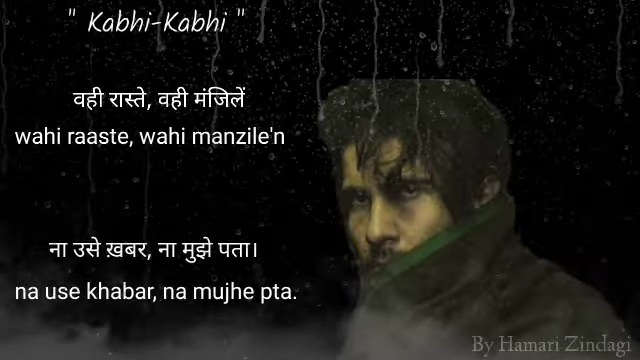 " Kabhi-Kabhi "
वही रास्ते, वही मंजिलें
wahi raaste, wahi manzile'n
ना उसे ख़बर, ना मुझे पता।
na use khabar, na mujhe pta.
By Hamari Zindagi